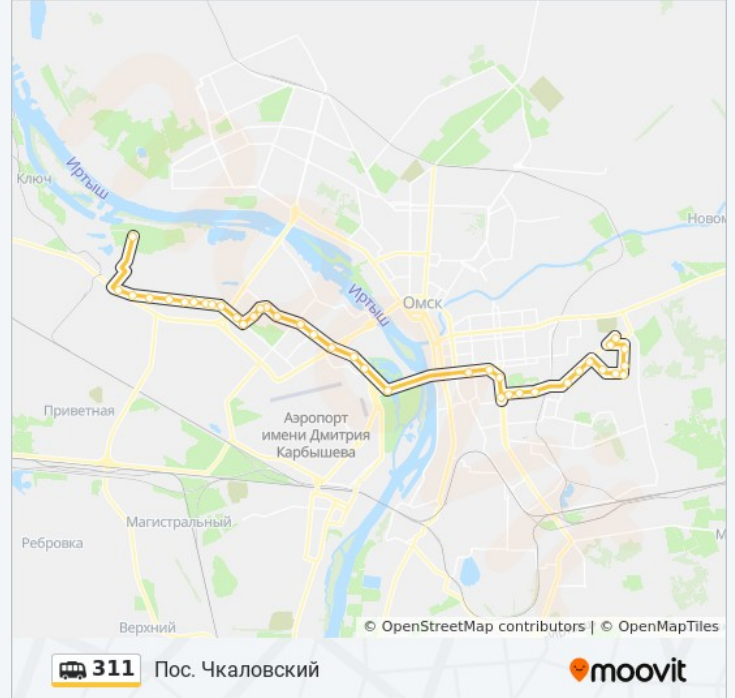 Ключ
Иртыш
Новом
Иртыш
Омск
Приветная
Аэропорт
имени Дмитрия
Карбышева
Магистральный
Ребровка
М
Верхний
© OpenStreetMap contributors | © OpenMapTiles
311 Пос. Чкаловский
moovit